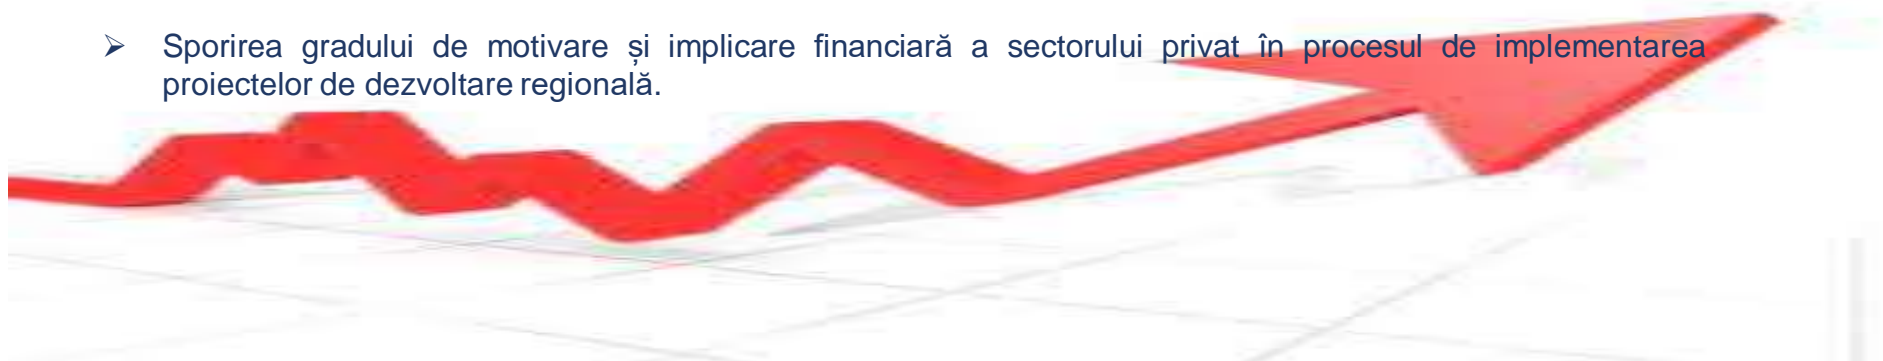 ➢ Sporirea gradului de motivare și implicare financiară a sectorului privat în procesul de implementarea
proiectelor de dezvoltare regională.